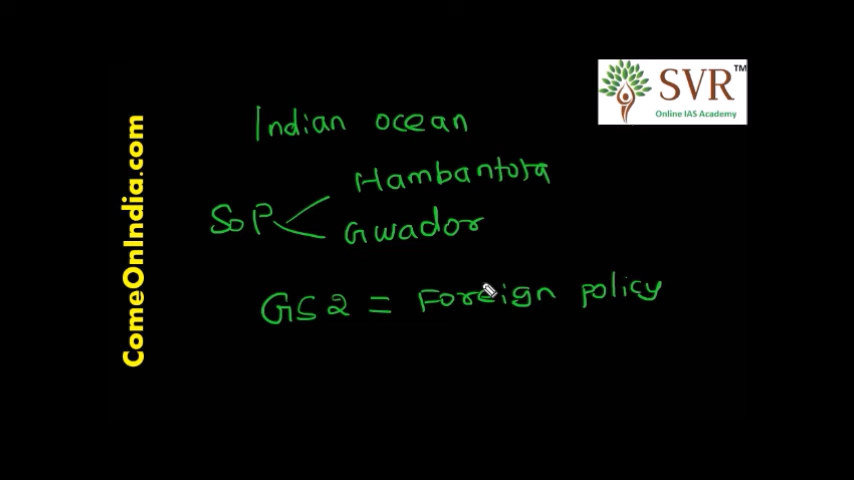 SVR™
Online IAS Academy
ComeOnIndia.com
Indian ocean
Hambantota
SoP
Gwador
GS2 = Foreign policy